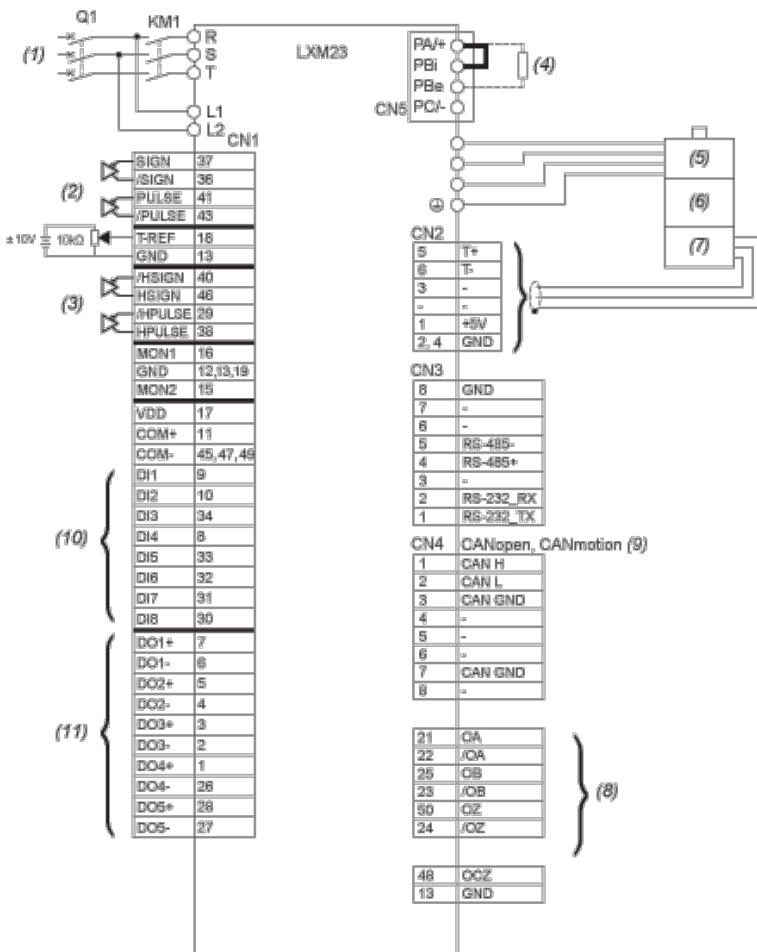 Q1
KM1
(1)
R
S
T
L1
L2
LXM23
PA/+
PBi
PBe
CN5 PC/-
(4)
CN1
(2)
SIGN 37
/SIGN 36
PULSE 41
/PULSE 43
±10V 10kΩ
T-REF 18
GND 13
(3)
/HSIGN 40
HSIGN 46
/HPULSE 29
HPULSE 38
MON1 16
GND 12,13,19
MON2 15
VDD 17
COM+ 11
COM- 45,47,49
(10)
DI1 9
DI2 10
DI3 34
DI4 8
DI5 33
DI6 32
DI7 31
DI8 30
(11)
DO1+ 7
DO1- 6
DO2+ 5
DO2- 4
DO3+ 3
DO3- 2
DO4+ 1
DO4- 26
DO5+ 28
DO5- 27
(5)
(6)
(7)
CN2
5 T+
6 T-
3 -
- -
1 +5V
2, 4 GND
CN3
8 GND
7 -
6 -
5 RS-485-
4 RS-485+
3 -
2 RS-232_RX
1 RS-232_TX
CN4 CANopen, CANmotion (9)
1 CAN H
2 CAN L
3 CAN GND
4 -
5 -
6 -
7 CAN GND
8 -
21 OA
22 /OA
25 OB
23 /OB
50 OZ
24 /OZ
(8)
48 OCZ
13 GND